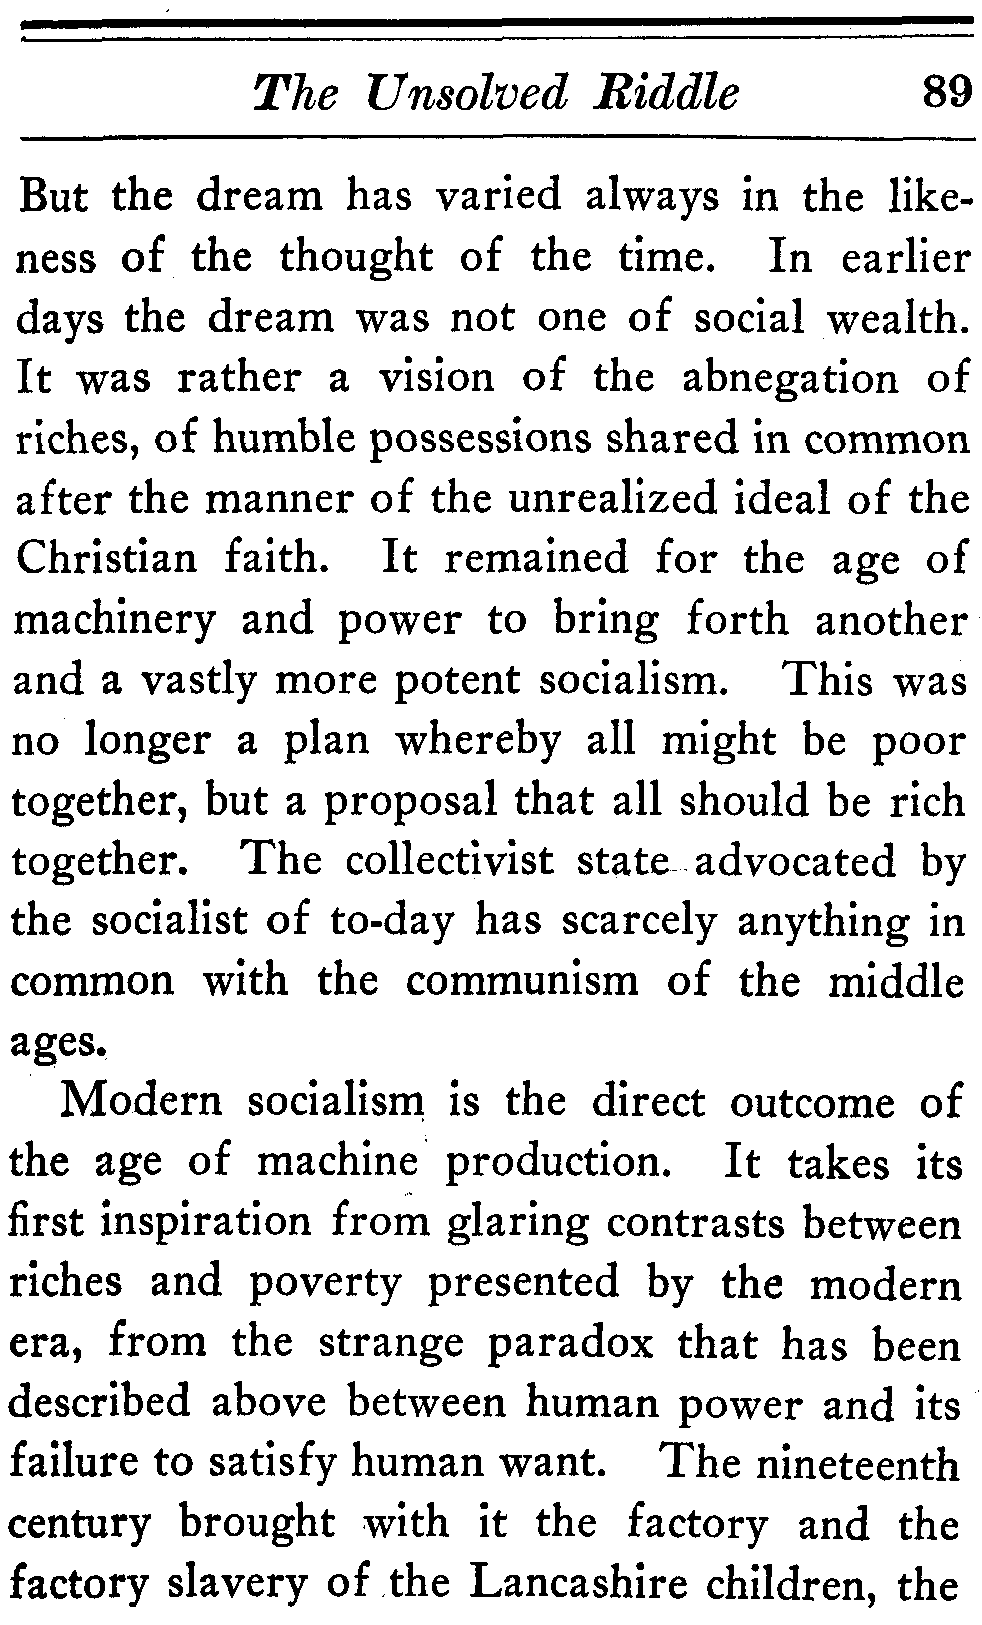 The Unsolved Riddle 89
But the dream has varied always in the like-
ness of the thought of the time. In earlier
days the dream was not one of social wealth.
It was rather a vision of the abnegation of
riches, of humble possessions shared in common
after the manner of the unrealized ideal of the
Christian faith. It remained for the age of
machinery and power to bring forth another
and a vastly more potent socialism. This was
no longer a plan whereby all might be poor
together, but a proposal that all should be rich
together. The collectivist state advocated by
the socialist of to-day has scarcely anything in
common with the communism of the middle
ages.
Modern socialism is the direct outcome of
the age of machine production. It takes its
first inspiration from glaring contrasts between
riches and poverty presented by the modern
era, from the strange paradox that has been
described above between human power and its
failure to satisfy human want. The nineteenth
century brought with it the factory and the
factory slavery of the Lancashire children, the